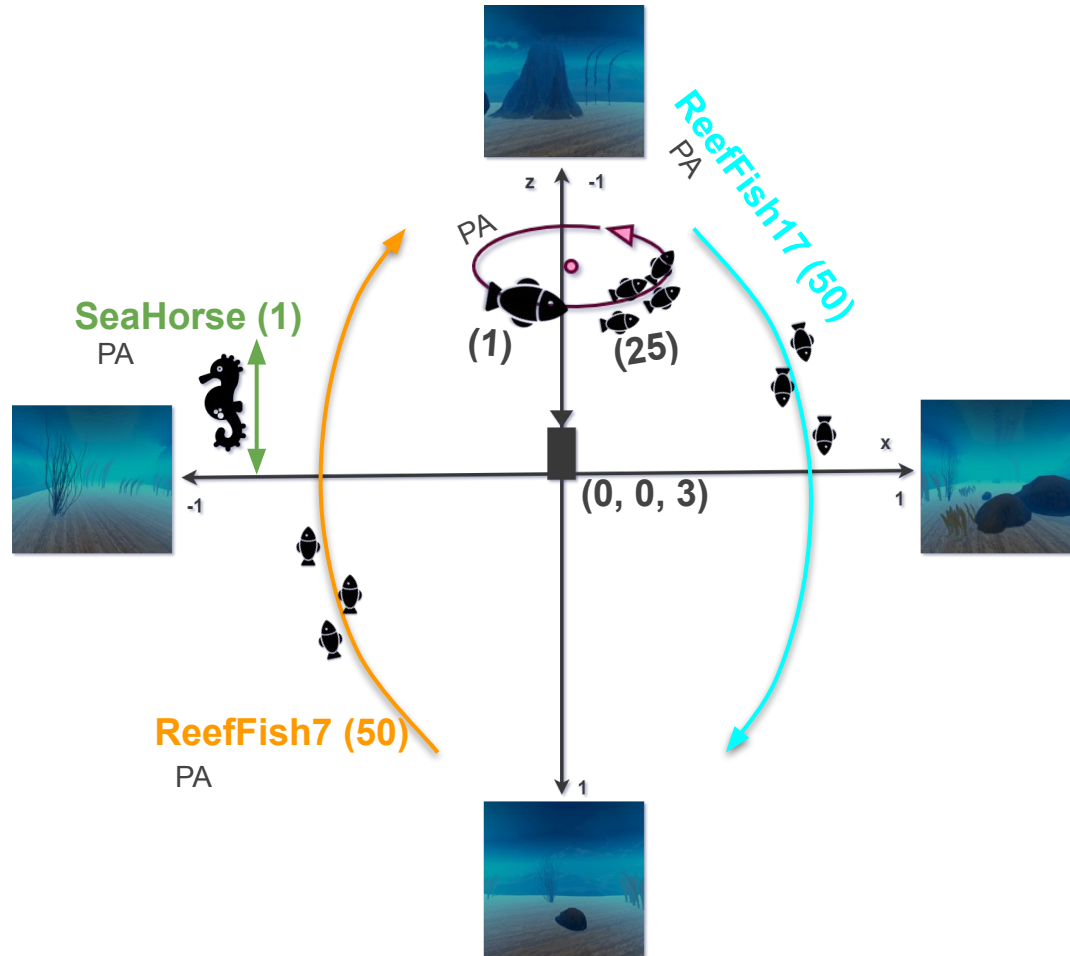 ReefFish17 (50)
PA
z
-1
PA
SeaHorse (1)
PA
(1)
(25)
x
-1
1
(0, 0, 3)
ReefFish7 (50)
PA
1